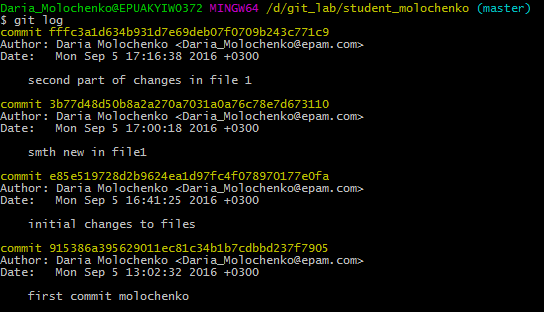 Daria_Molochenko@EPUAKYIW0372 MINGW64 /d/git_lab/student_molochenko (master)
$ git log
commit fffc3a1d634b931d7e69deb07f0709b243c771c9
Author: Daria Molochenko <Daria_Molochenko@epam.com>
Date:   Mon Sep 5 17:16:38 2016 +0300
    second part of changes in file 1
commit 3b77d48d50b8a2a270a7031a0a76c78e7d673110
Author: Daria Molochenko <Daria_Molochenko@epam.com>
Date:   Mon Sep 5 17:00:18 2016 +0300
    smth new in file1
commit e85e519728d2b9624ea1d97fc4f078970177e0fa
Author: Daria Molochenko <Daria_Molochenko@epam.com>
Date:   Mon Sep 5 16:41:25 2016 +0300
    initial changes to files
commit 915386a395629011ec81c34b1b7cdbbd237f7905
Author: Daria Molochenko <Daria_Molochenko@epam.com>
Date:   Mon Sep 5 13:02:32 2016 +0300
    first commit molochenko